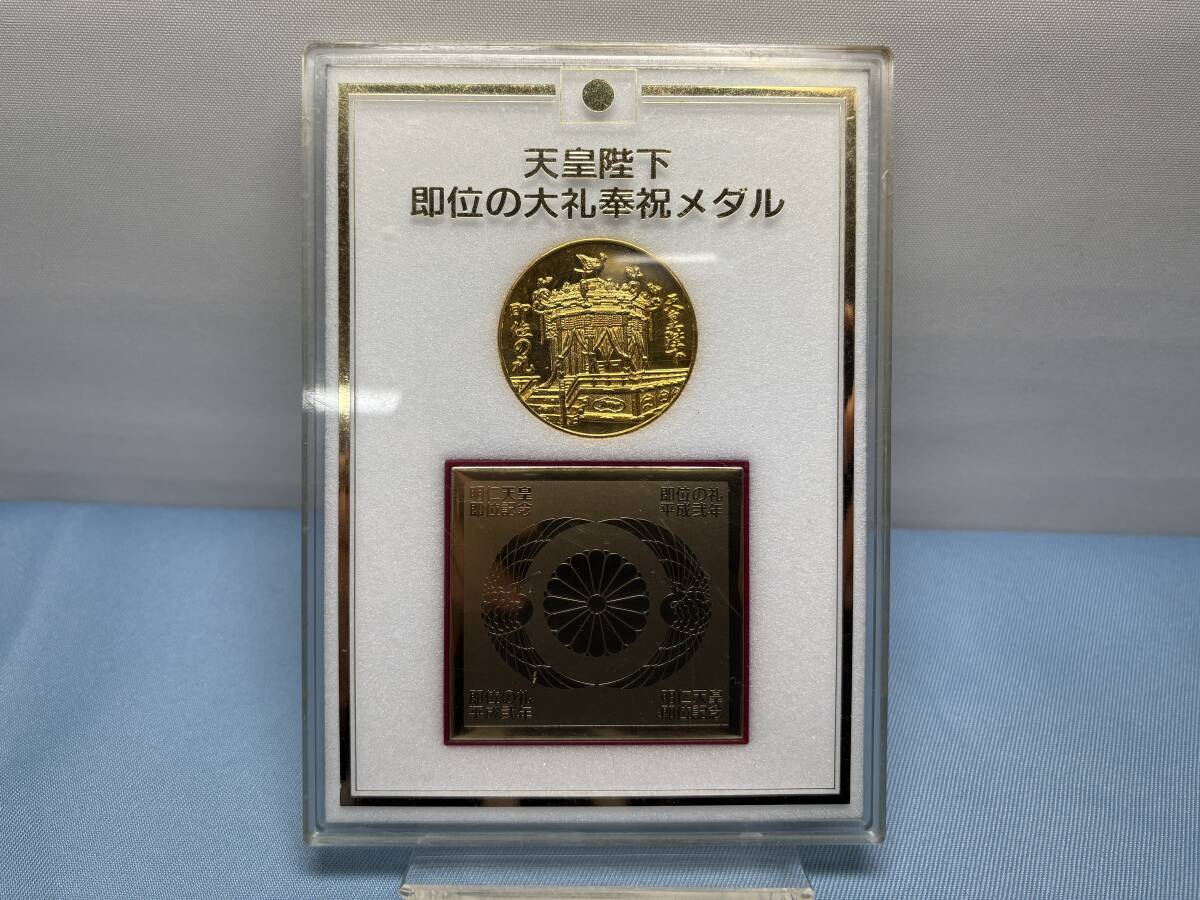 天皇陛下
即位の大礼奉祝メダル
天皇陛下
即位の礼
明仁天皇
即位記念
即位の礼
平成弐年
即位の礼
平成弐年
明仁天皇
即位記念